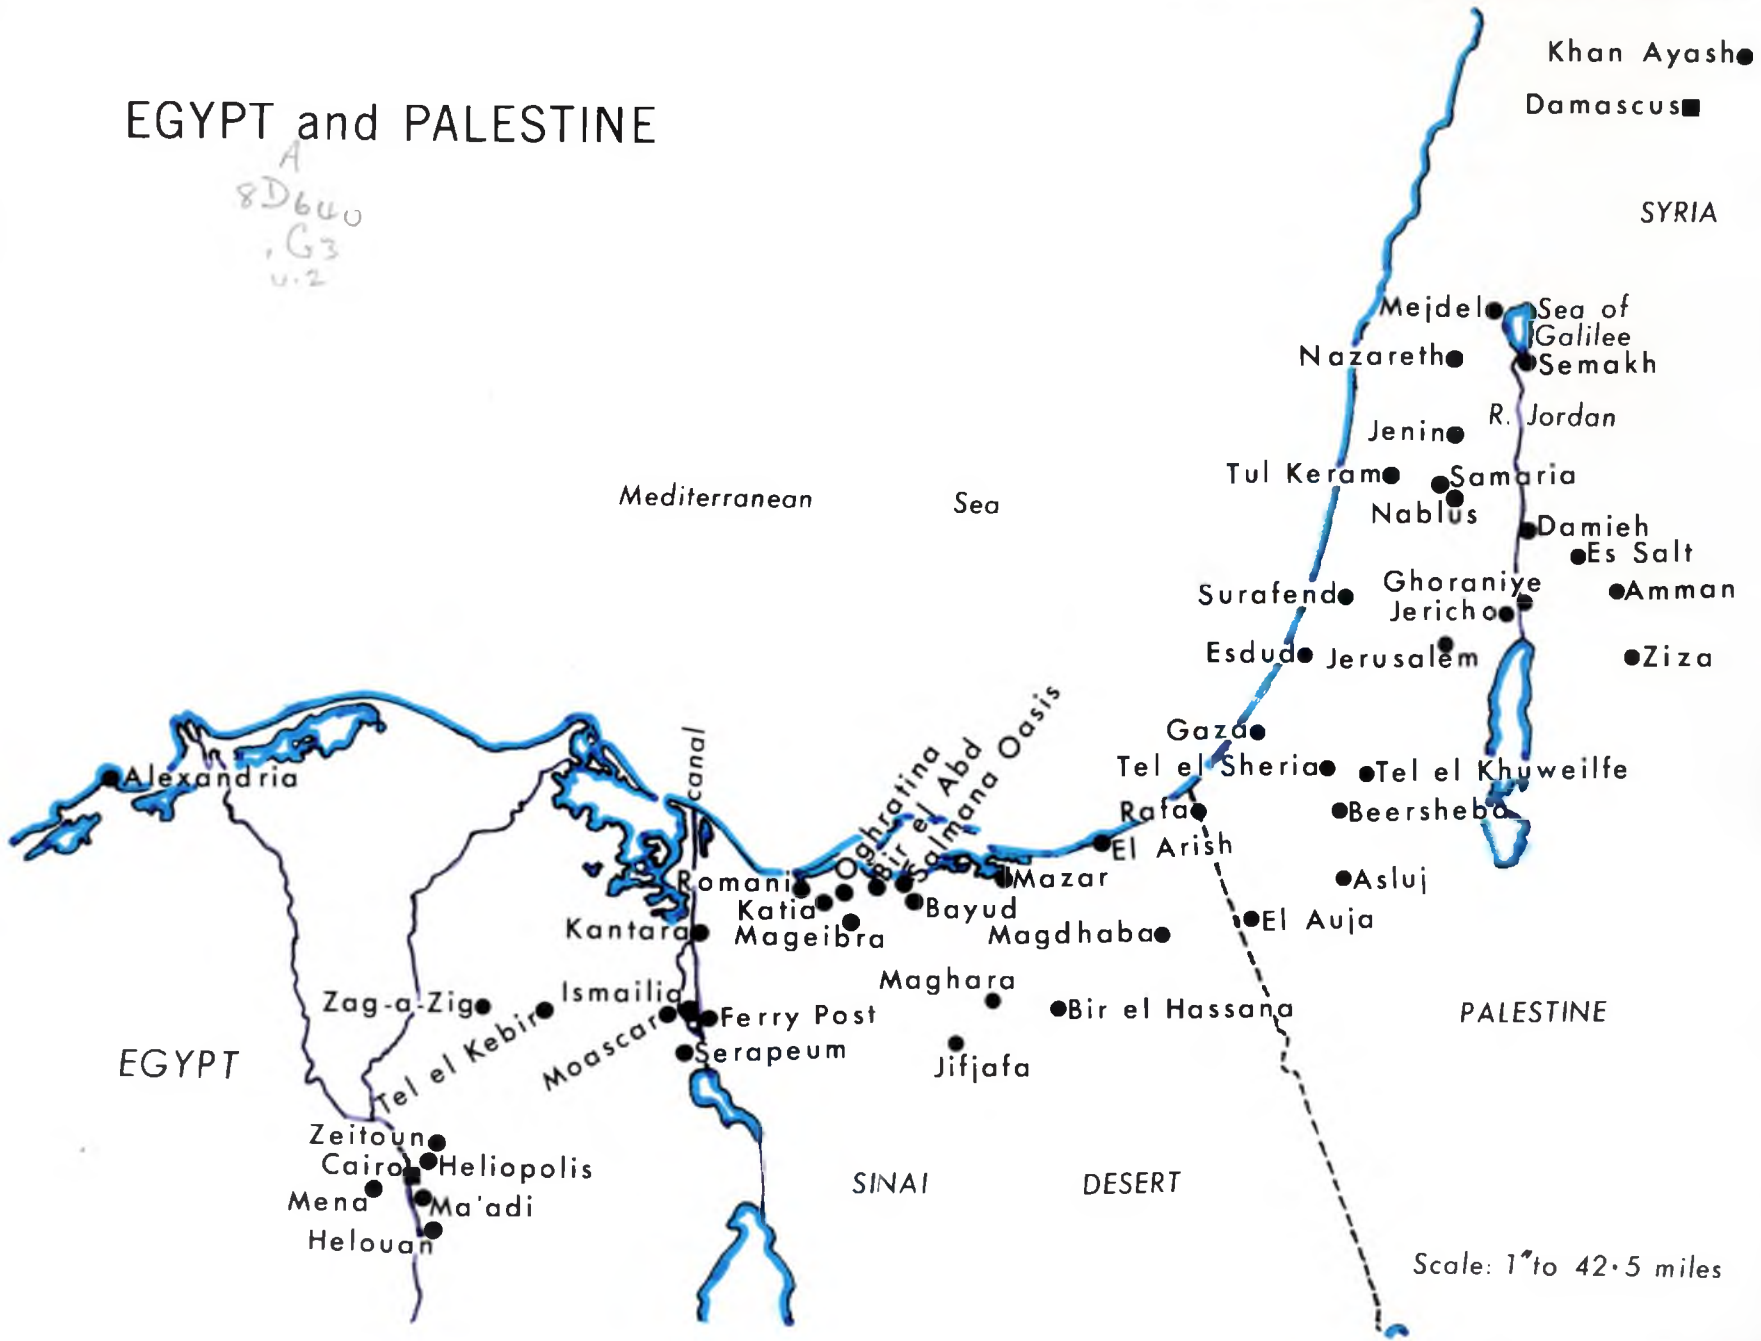 Khan Ayash
Damascus
EGYPT and PALESTINE
A
8D640
.G3
v.2
SYRIA
Mejdel
Sea of
Galilee
Nazareth
Semakh
R. Jordan
Jenin
Tul Keram
Samaria
Mediterranean Sea
Nablus
Damieh
Es Salt
Ghoraniye
Amman
Surafend
Jericho
Esdud
Jerusalem
Ziza
Gaza
canal
Oghratina
Bir el Abd
Salmana Oasis
Tel el Sheria
Tel el Khuweilfe
Alexandria
Rafa
Beersheba
El Arish
Romani
Mazar
Asluj
Katia
Bayud
El Auja
Kantara
Mageibra
Magdhaba
Maghara
Zag-a-Zig
Ismailia
Bir el Hassana
PALESTINE
Ferry Post
Tel el Kebir
Moascar
Serapeum
EGYPT
Jifjafa
Zeitoun
Cairo
Heliopolis
SINAI DESERT
Mena
Ma'adi
Helouan
Scale: 1" to 42·5 miles